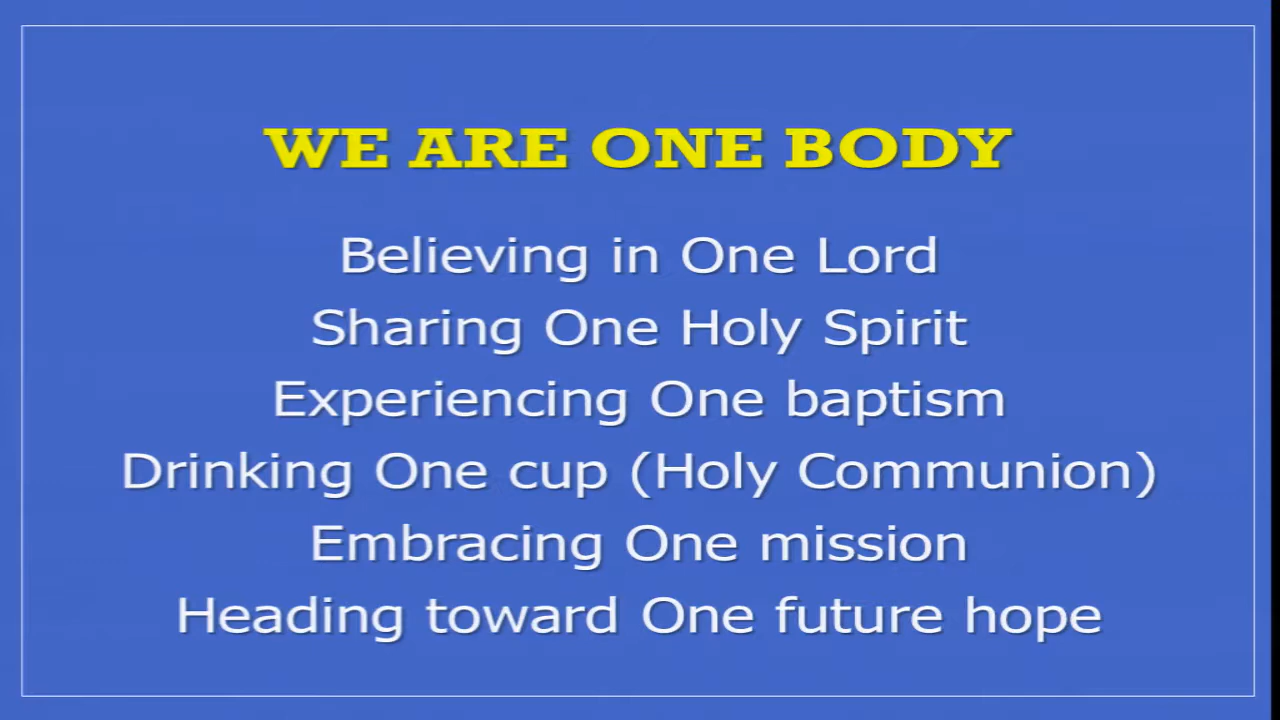 WE ARE ONE BODY
Believing in One Lord
Sharing One Holy Spirit
Experiencing One baptism
Drinking One cup (Holy Communion)
Embracing One mission
Heading toward One future hope